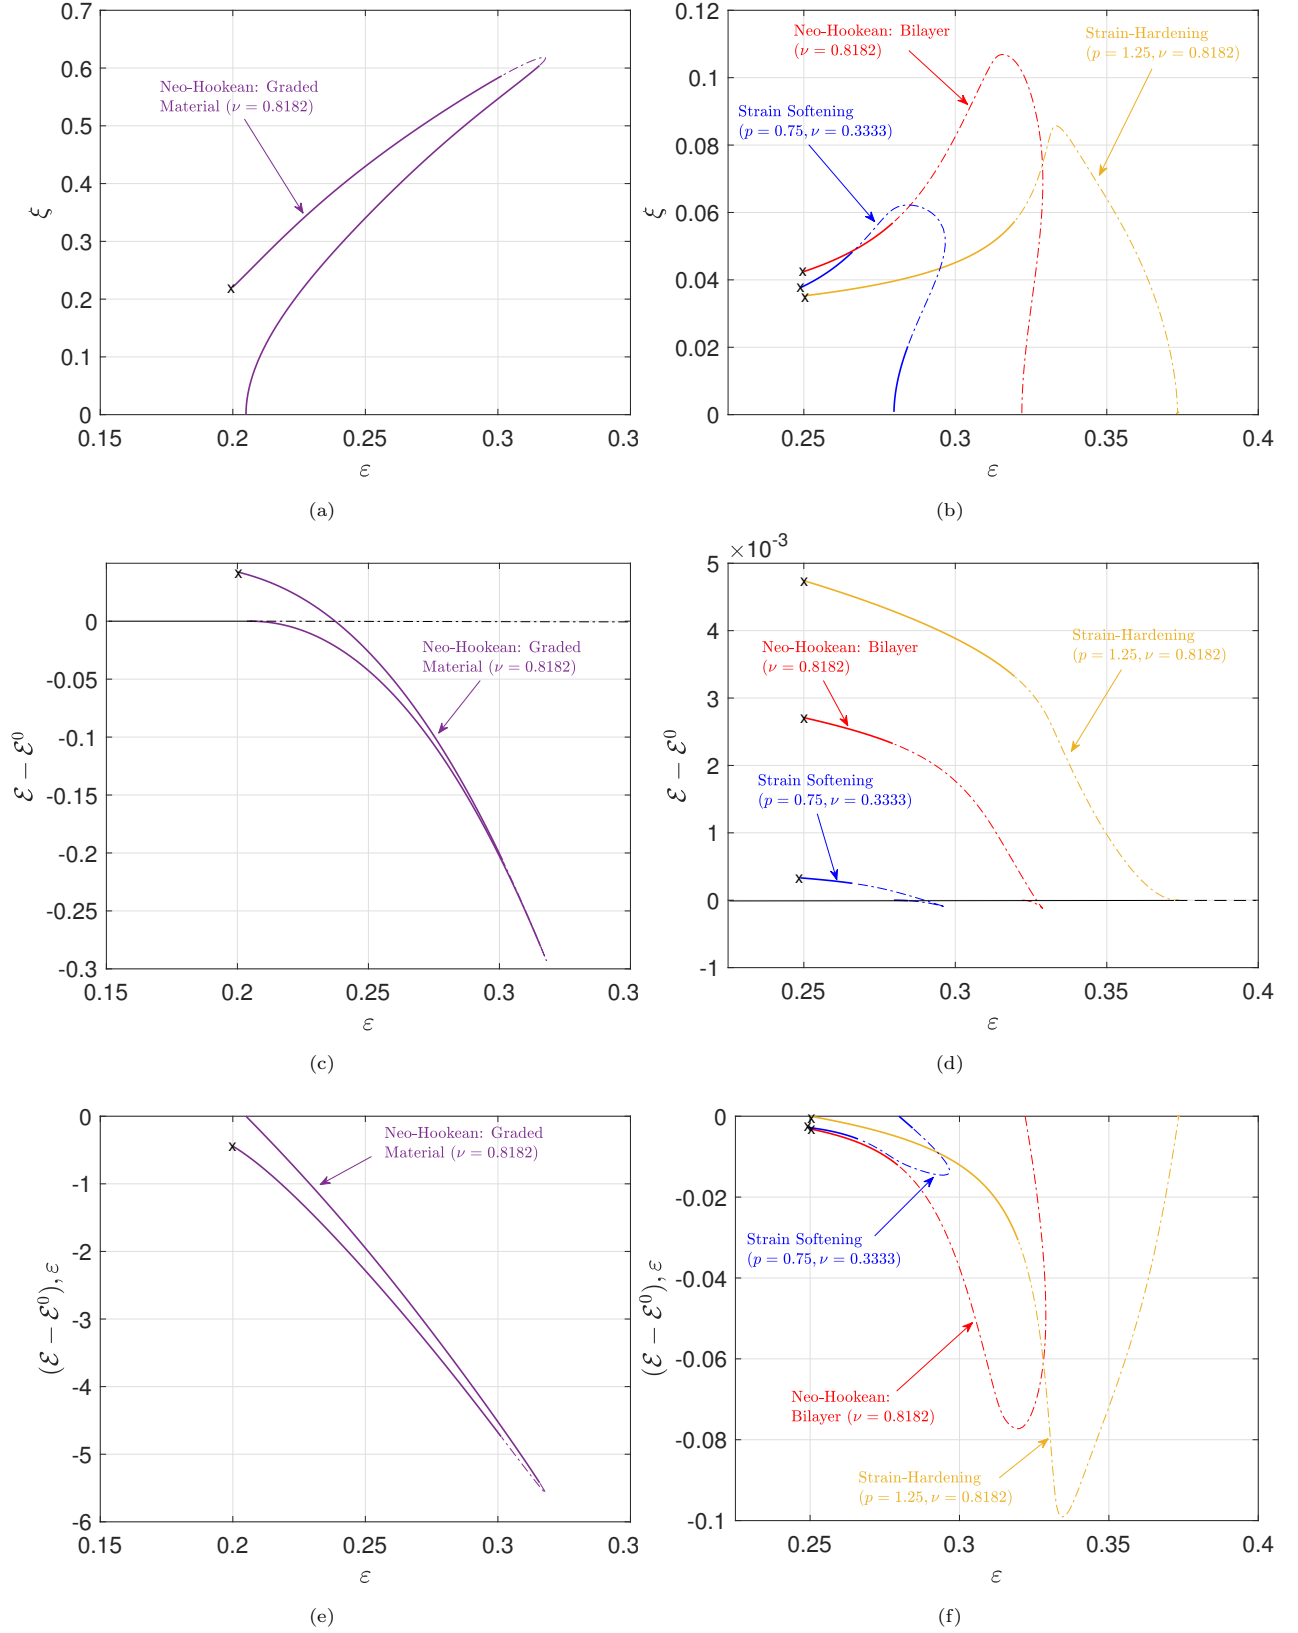 0.7
0.6
0.5
0.4
0.3
0.2
0.1
0
0.15
0.2
0.25
0.3
0.3
ξ
ε
Neo-Hookean: Graded
Material (ν = 0.8182)
x
(a)
0.12
0.1
0.08
0.06
0.04
0.02
0
0.25
0.3
0.35
0.4
ξ
ε
Neo-Hookean: Bilayer
(ν = 0.8182)
Strain-Hardening
(p = 1.25, ν = 0.8182)
Strain Softening
(p = 0.75, ν = 0.3333)
x
x
x
(b)
0
-0.05
-0.1
-0.15
-0.2
-0.25
-0.3
0.15
0.2
0.25
0.3
0.3
ℰ − ℰ⁰
ε
x
Neo-Hookean: Graded
Material (ν = 0.8182)
(c)
×10⁻³
5
4
3
2
1
0
-1
0.25
0.3
0.35
0.4
ℰ − ℰ⁰
ε
x
x
x
Strain-Hardening
(p = 1.25, ν = 0.8182)
Neo-Hookean: Bilayer
(ν = 0.8182)
Strain Softening
(p = 0.75, ν = 0.3333)
(d)
0
-1
-2
-3
-4
-5
-6
0.15
0.2
0.25
0.3
0.3
(ℰ − ℰ⁰), ε
ε
x
Neo-Hookean: Graded
Material (ν = 0.8182)
(e)
0
-0.02
-0.04
-0.06
-0.08
-0.1
0.25
0.3
0.35
0.4
(ℰ − ℰ⁰), ε
ε
x
x
x
Strain Softening
(p = 0.75, ν = 0.3333)
Neo-Hookean:
Bilayer (ν = 0.8182)
Strain-Hardening
(p = 1.25, ν = 0.8182)
(f)